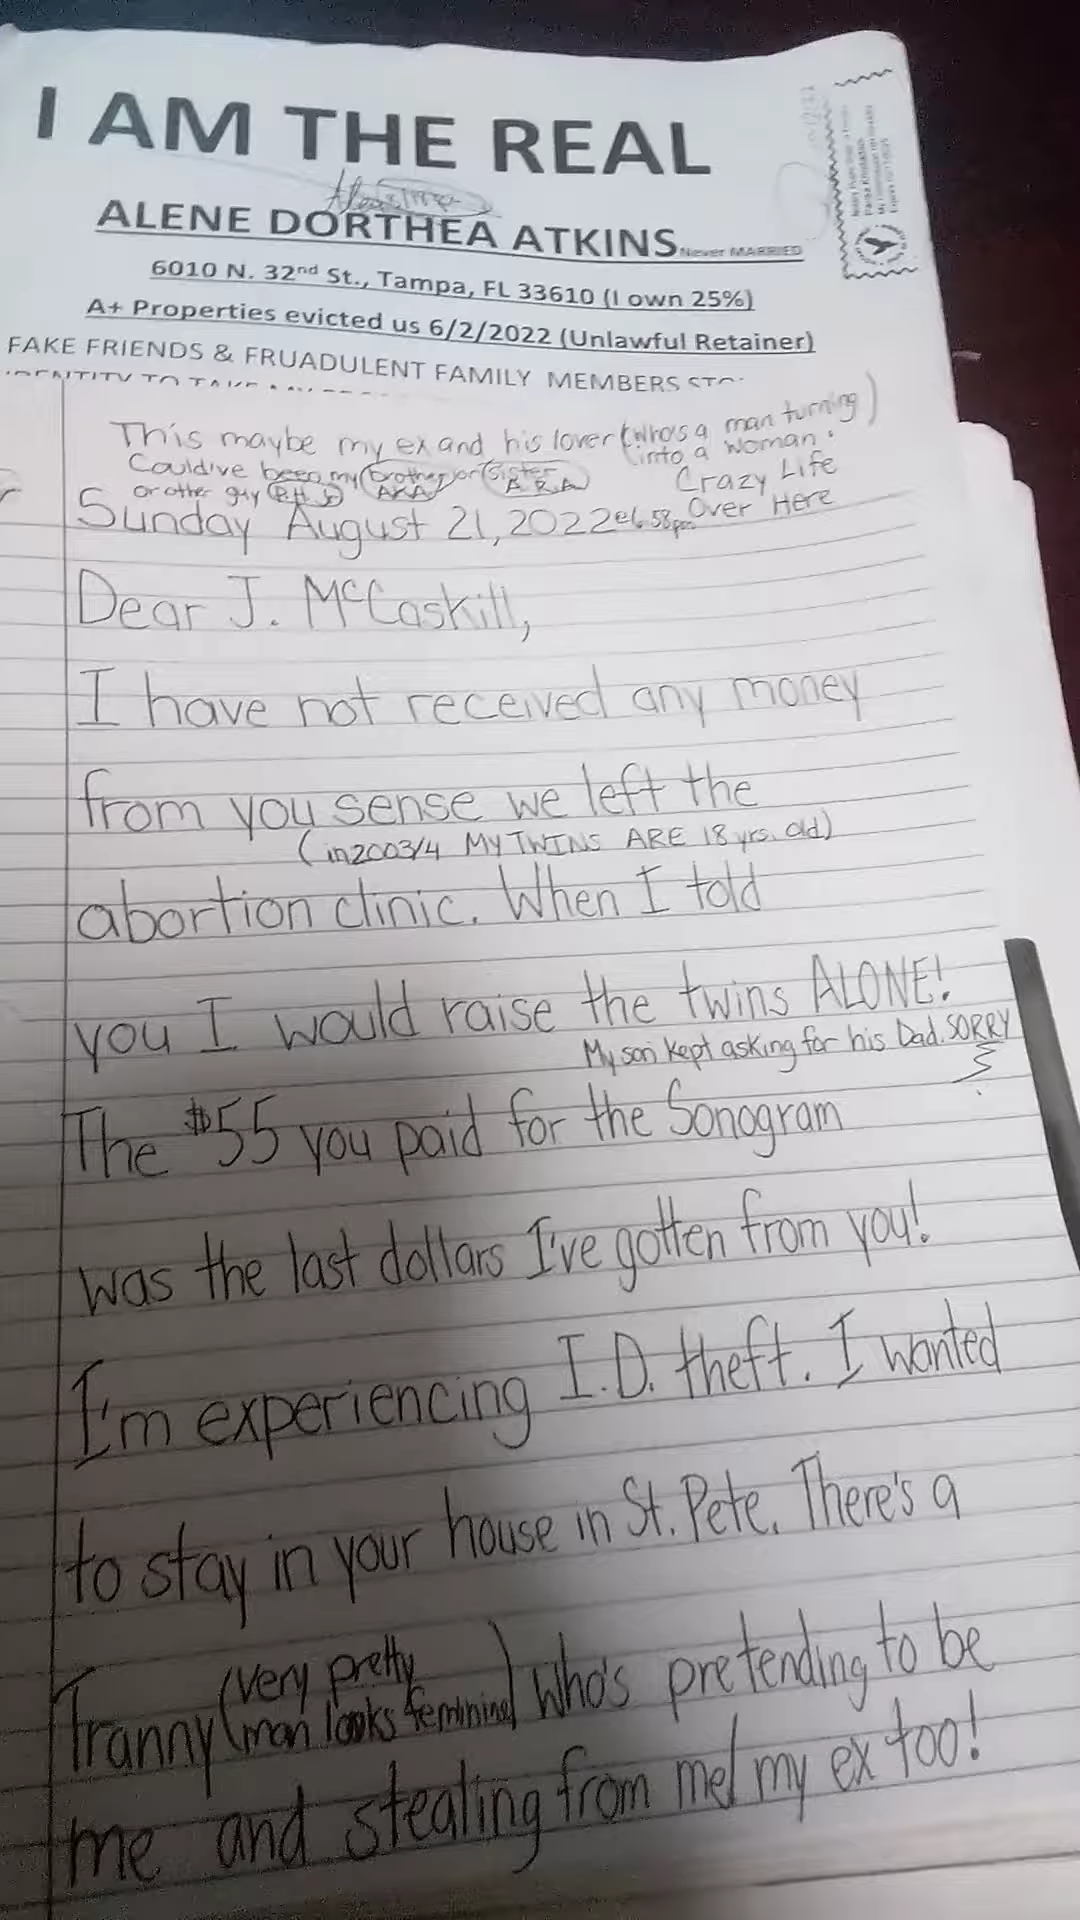 I AM THE REAL
ALENE DORTHEA ATKINS Never MARRIED
6010 N. 32nd St., Tampa, FL 33610 (I own 25%)
A+ Properties evicted us 6/2/2022 (Unlawful Retainer)
FAKE FRIENDS & FRUADULENT FAMILY MEMBERS
This maybe my ex and his lover (who's a man turning into a woman.)
Could've been my brother or sister
or other guy AKA A.R.A
Crazy Life
Over Here
Sunday August 21, 2022 @6:58pm
Dear J. McCaskill,
I have not received any money
from you sense we left the
(in 2003/4 MY TWINS ARE 18 yrs. old)
abortion clinic. When I told
you I would raise the twins ALONE!
My son kept asking for his Dad. SORRY
The $55 you paid for the Sonogram
was the last dollars I've gotten from you!
I'm experiencing I.D. theft. I wanted
to stay in your house in St. Pete. There's a
Tranny (very pretty man looks feminine) who's pretending to be
me and stealing from me/my ex too!